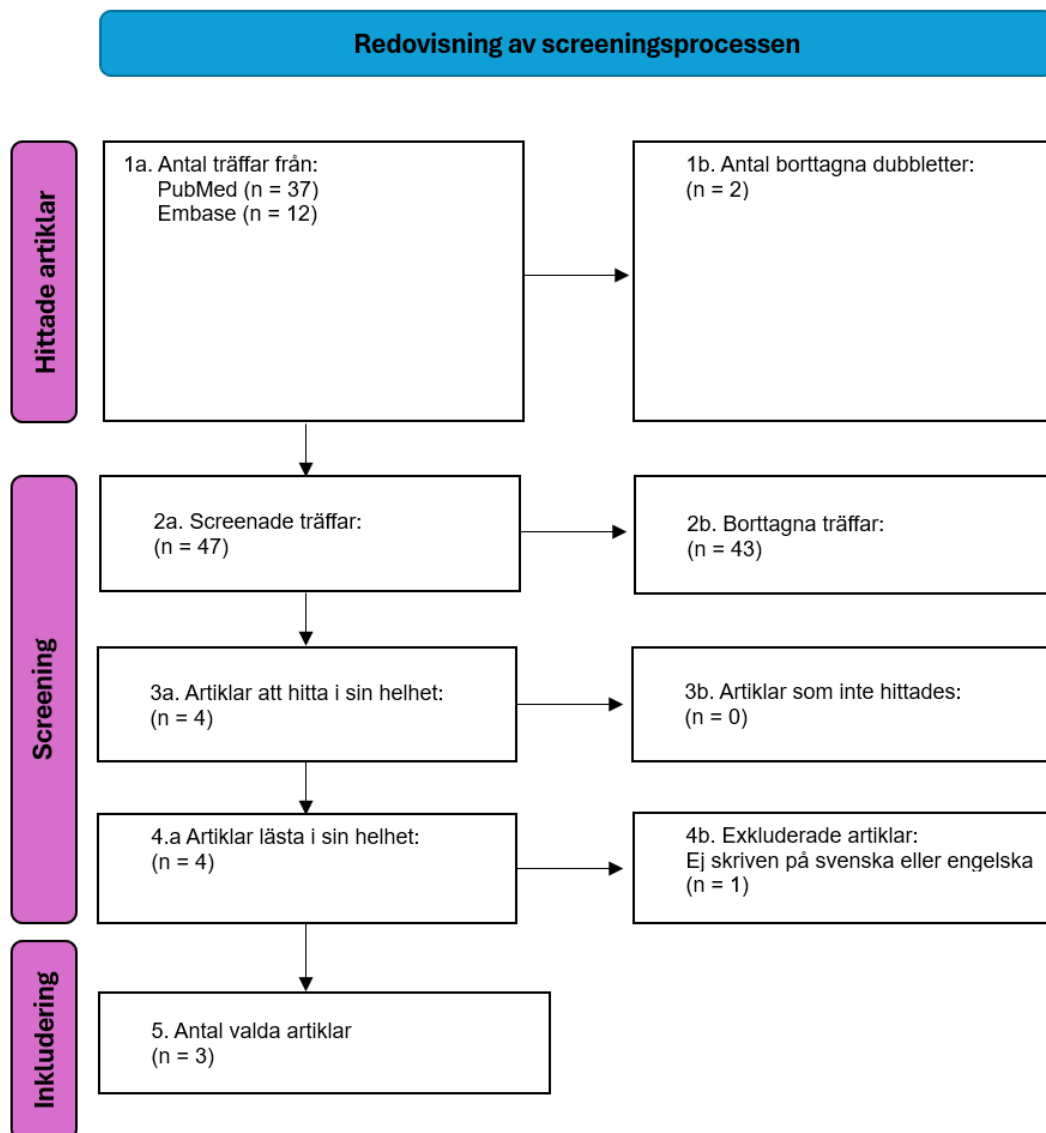 Redovisning av screeningsprocessen
Hittade artiklar
1a. Antal träffar från:
PubMed (n = 37)
Embase (n = 12)
1b. Antal borttagna dubbletter:
(n = 2)
Screening
2a. Screenade träffar:
(n = 47)
2b. Borttagna träffar:
(n = 43)
3a. Artiklar att hitta i sin helhet:
(n = 4)
3b. Artiklar som inte hittades:
(n = 0)
4.a Artiklar lästa i sin helhet:
(n = 4)
4b. Exkluderade artiklar:
Ej skriven på svenska eller engelska
(n = 1)
Inkludering
5. Antal valda artiklar
(n = 3)